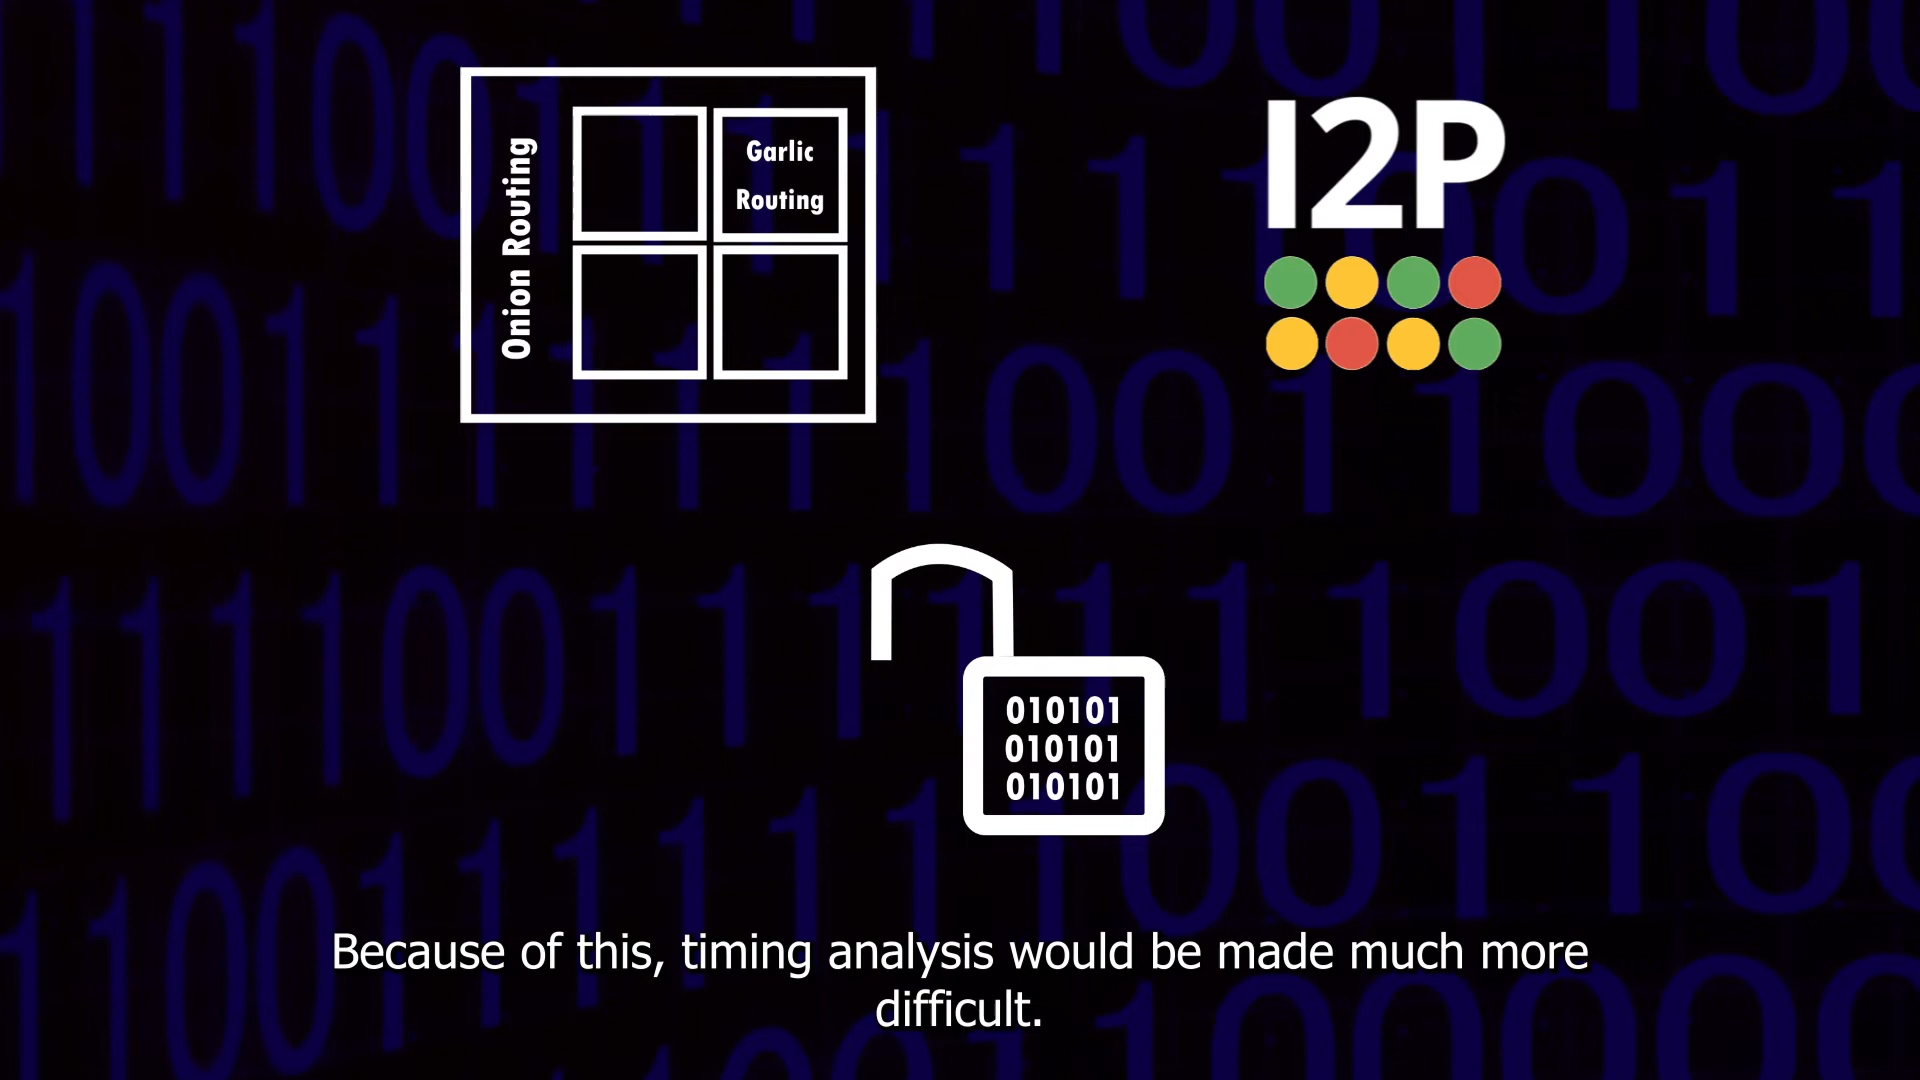 Onion Routing
Garlic
Routing
I2P
010101
010101
010101
Because of this, timing analysis would be made much more
difficult.